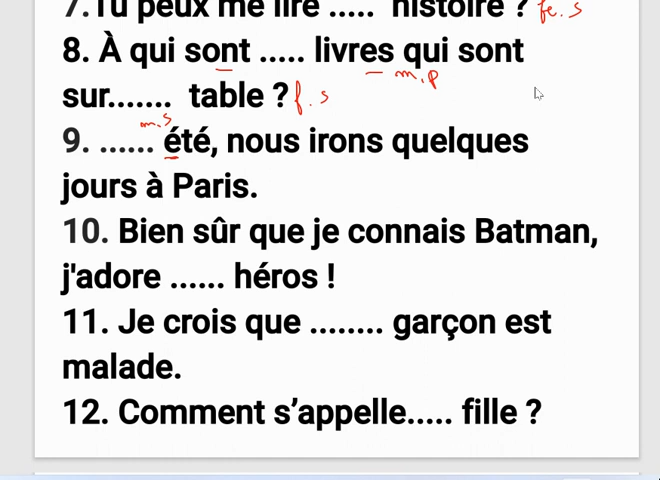 7.Tu peux me lire ..... histoire ? fe. s
8. À qui sont ..... livres qui sont
m.p
sur....... table ? f. s
m.s
9. ...... été, nous irons quelques
jours à Paris.
10. Bien sûr que je connais Batman,
j'adore ...... héros !
11. Je crois que ........ garçon est
malade.
12. Comment s’appelle..... fille ?